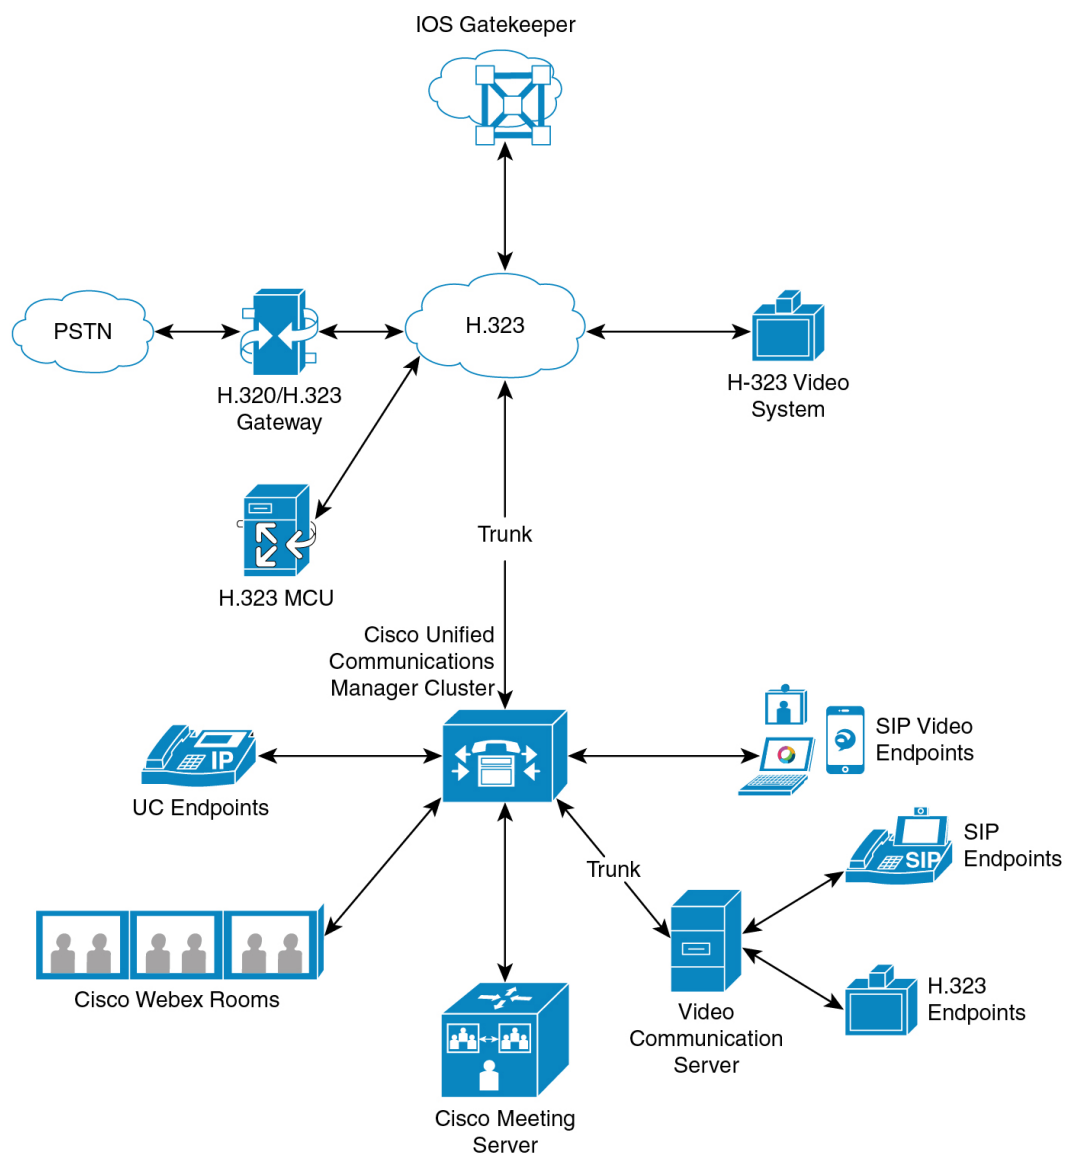 IOS Gatekeeper
PSTN
H.323
H.320/H.323
Gateway
H-323 Video
System
H.323 MCU
Trunk
Cisco Unified
Communications
Manager Cluster
IP
UC Endpoints
SIP Video
Endpoints
SIP
SIP
Endpoints
Trunk
Cisco Webex Rooms
H.323
Endpoints
Video
Communication
Server
Cisco Meeting
Server